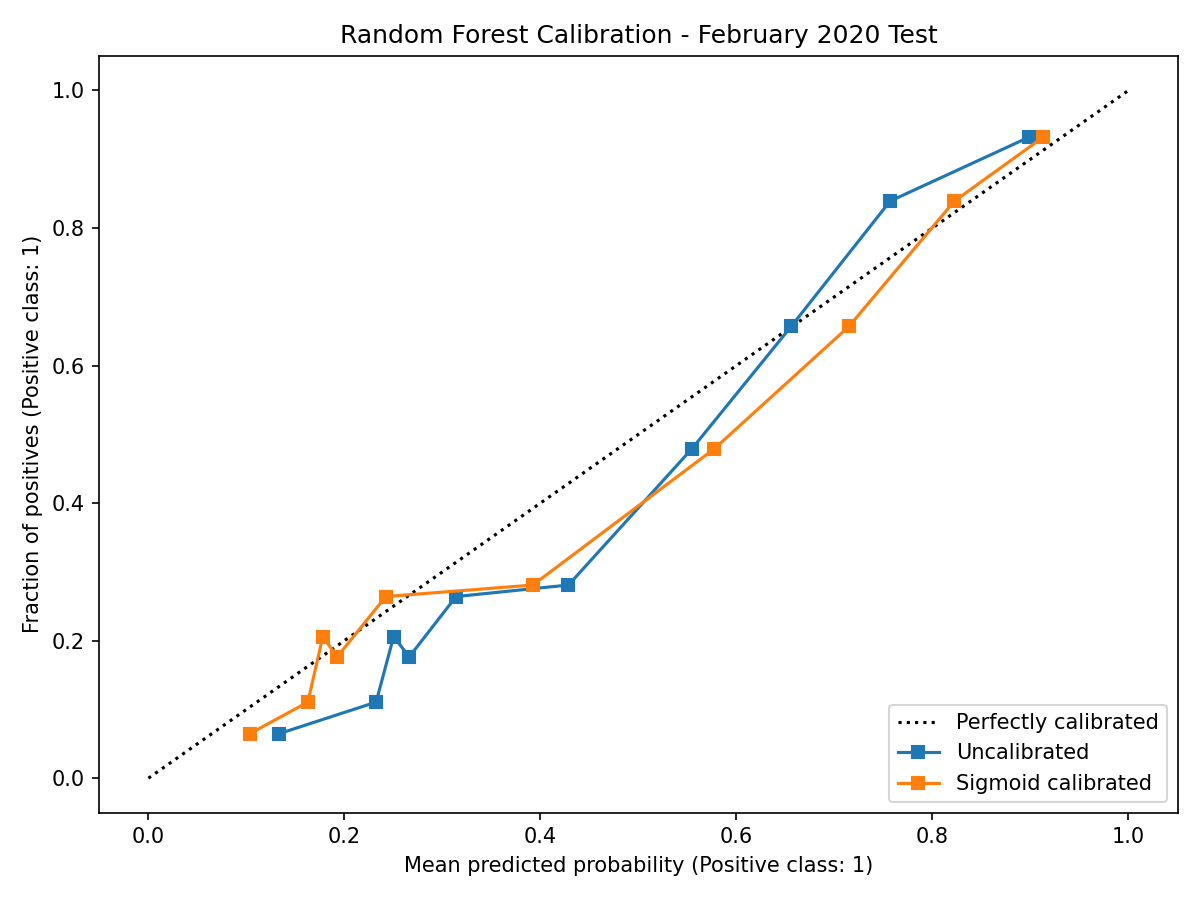 Random Forest Calibration - February 2020 Test
Fraction of positives (Positive class: 1)
1.0
0.8
0.6
0.4
0.2
0.0
0.0 0.2 0.4 0.6 0.8 1.0
Mean predicted probability (Positive class: 1)
Perfectly calibrated
Uncalibrated
Sigmoid calibrated